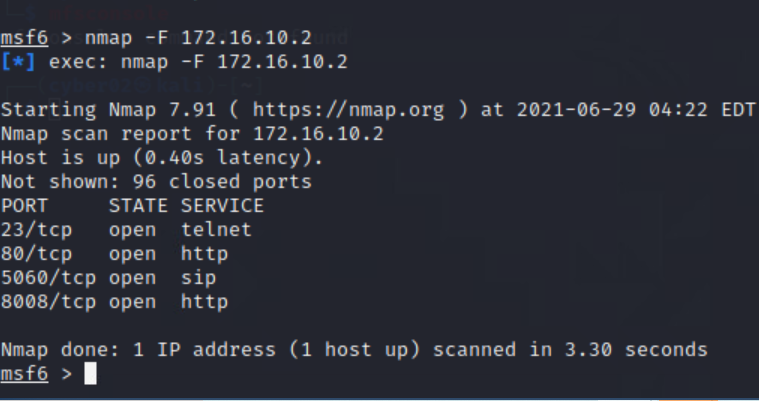 msf6 > nmap -F 172.16.10.2
[*] exec: nmap -F 172.16.10.2
Starting Nmap 7.91 ( https://nmap.org ) at 2021-06-29 04:22 EDT
Nmap scan report for 172.16.10.2
Host is up (0.40s latency).
Not shown: 96 closed ports
PORT     STATE SERVICE
23/tcp   open  telnet
80/tcp   open  http
5060/tcp open  sip
8008/tcp open  http
Nmap done: 1 IP address (1 host up) scanned in 3.30 seconds
msf6 >